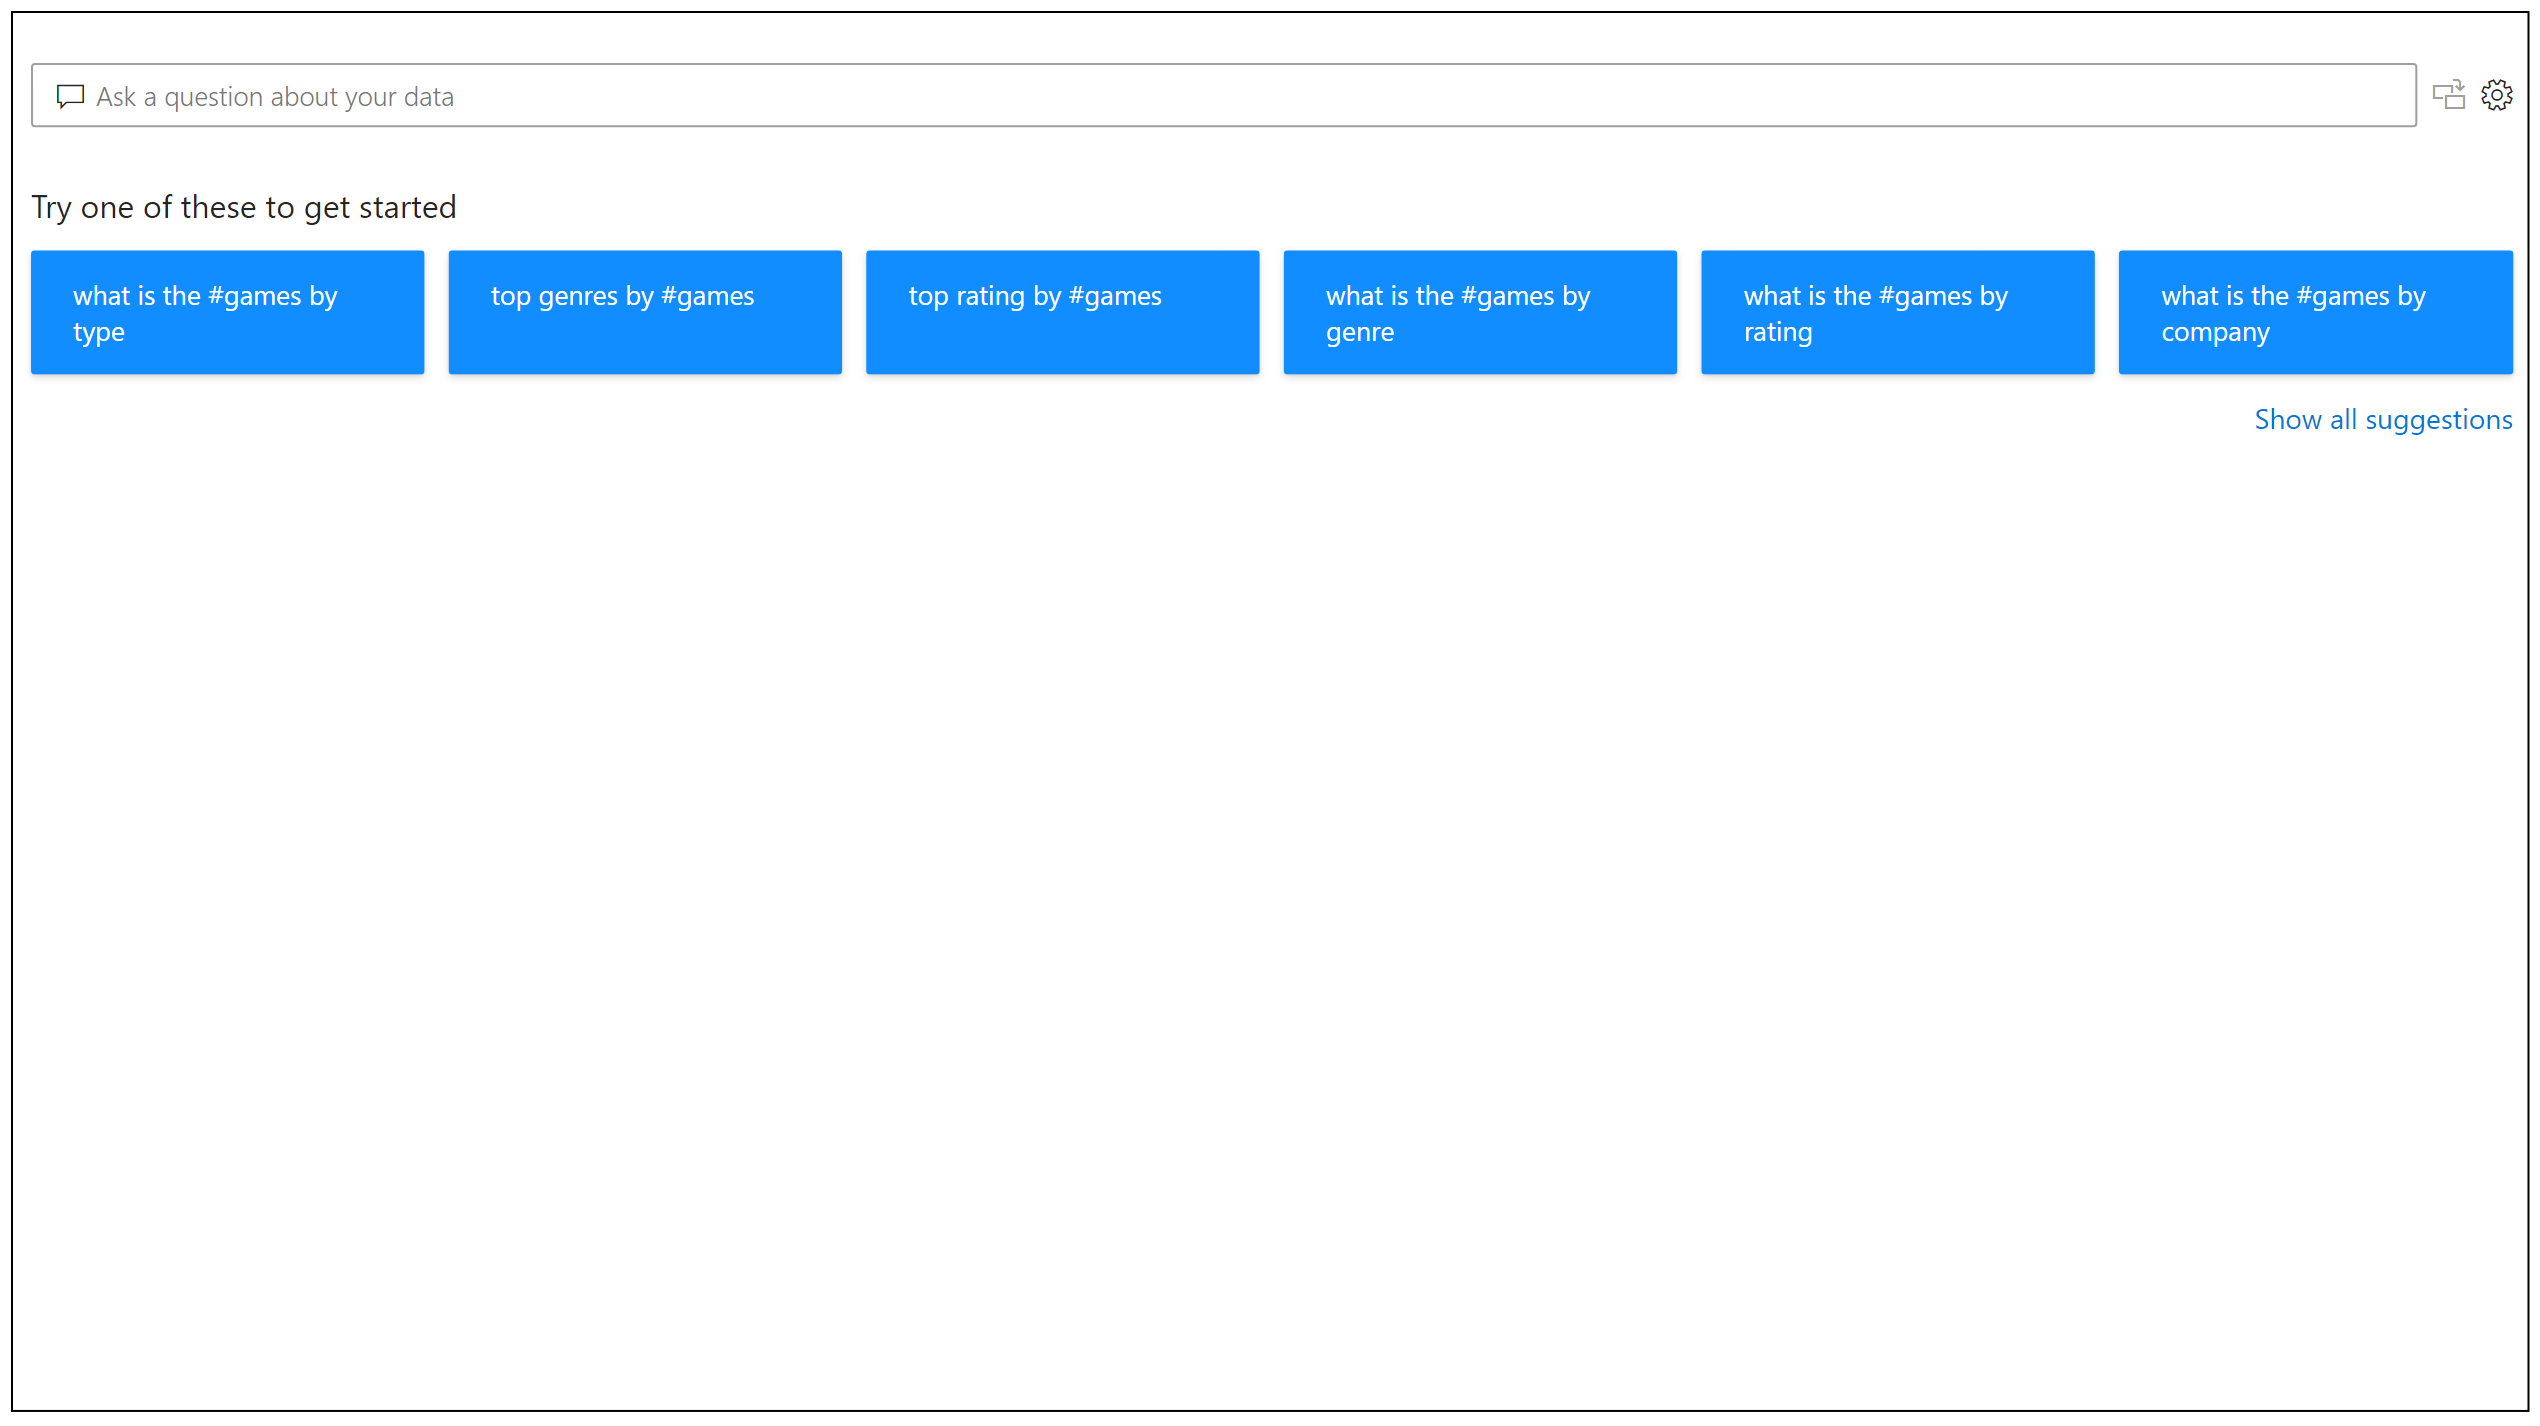 Ask a question about your data
Try one of these to get started
what is the #games by
type
top genres by #games
top rating by #games
what is the #games by
genre
what is the #games by
rating
what is the #games by
company
Show all suggestions